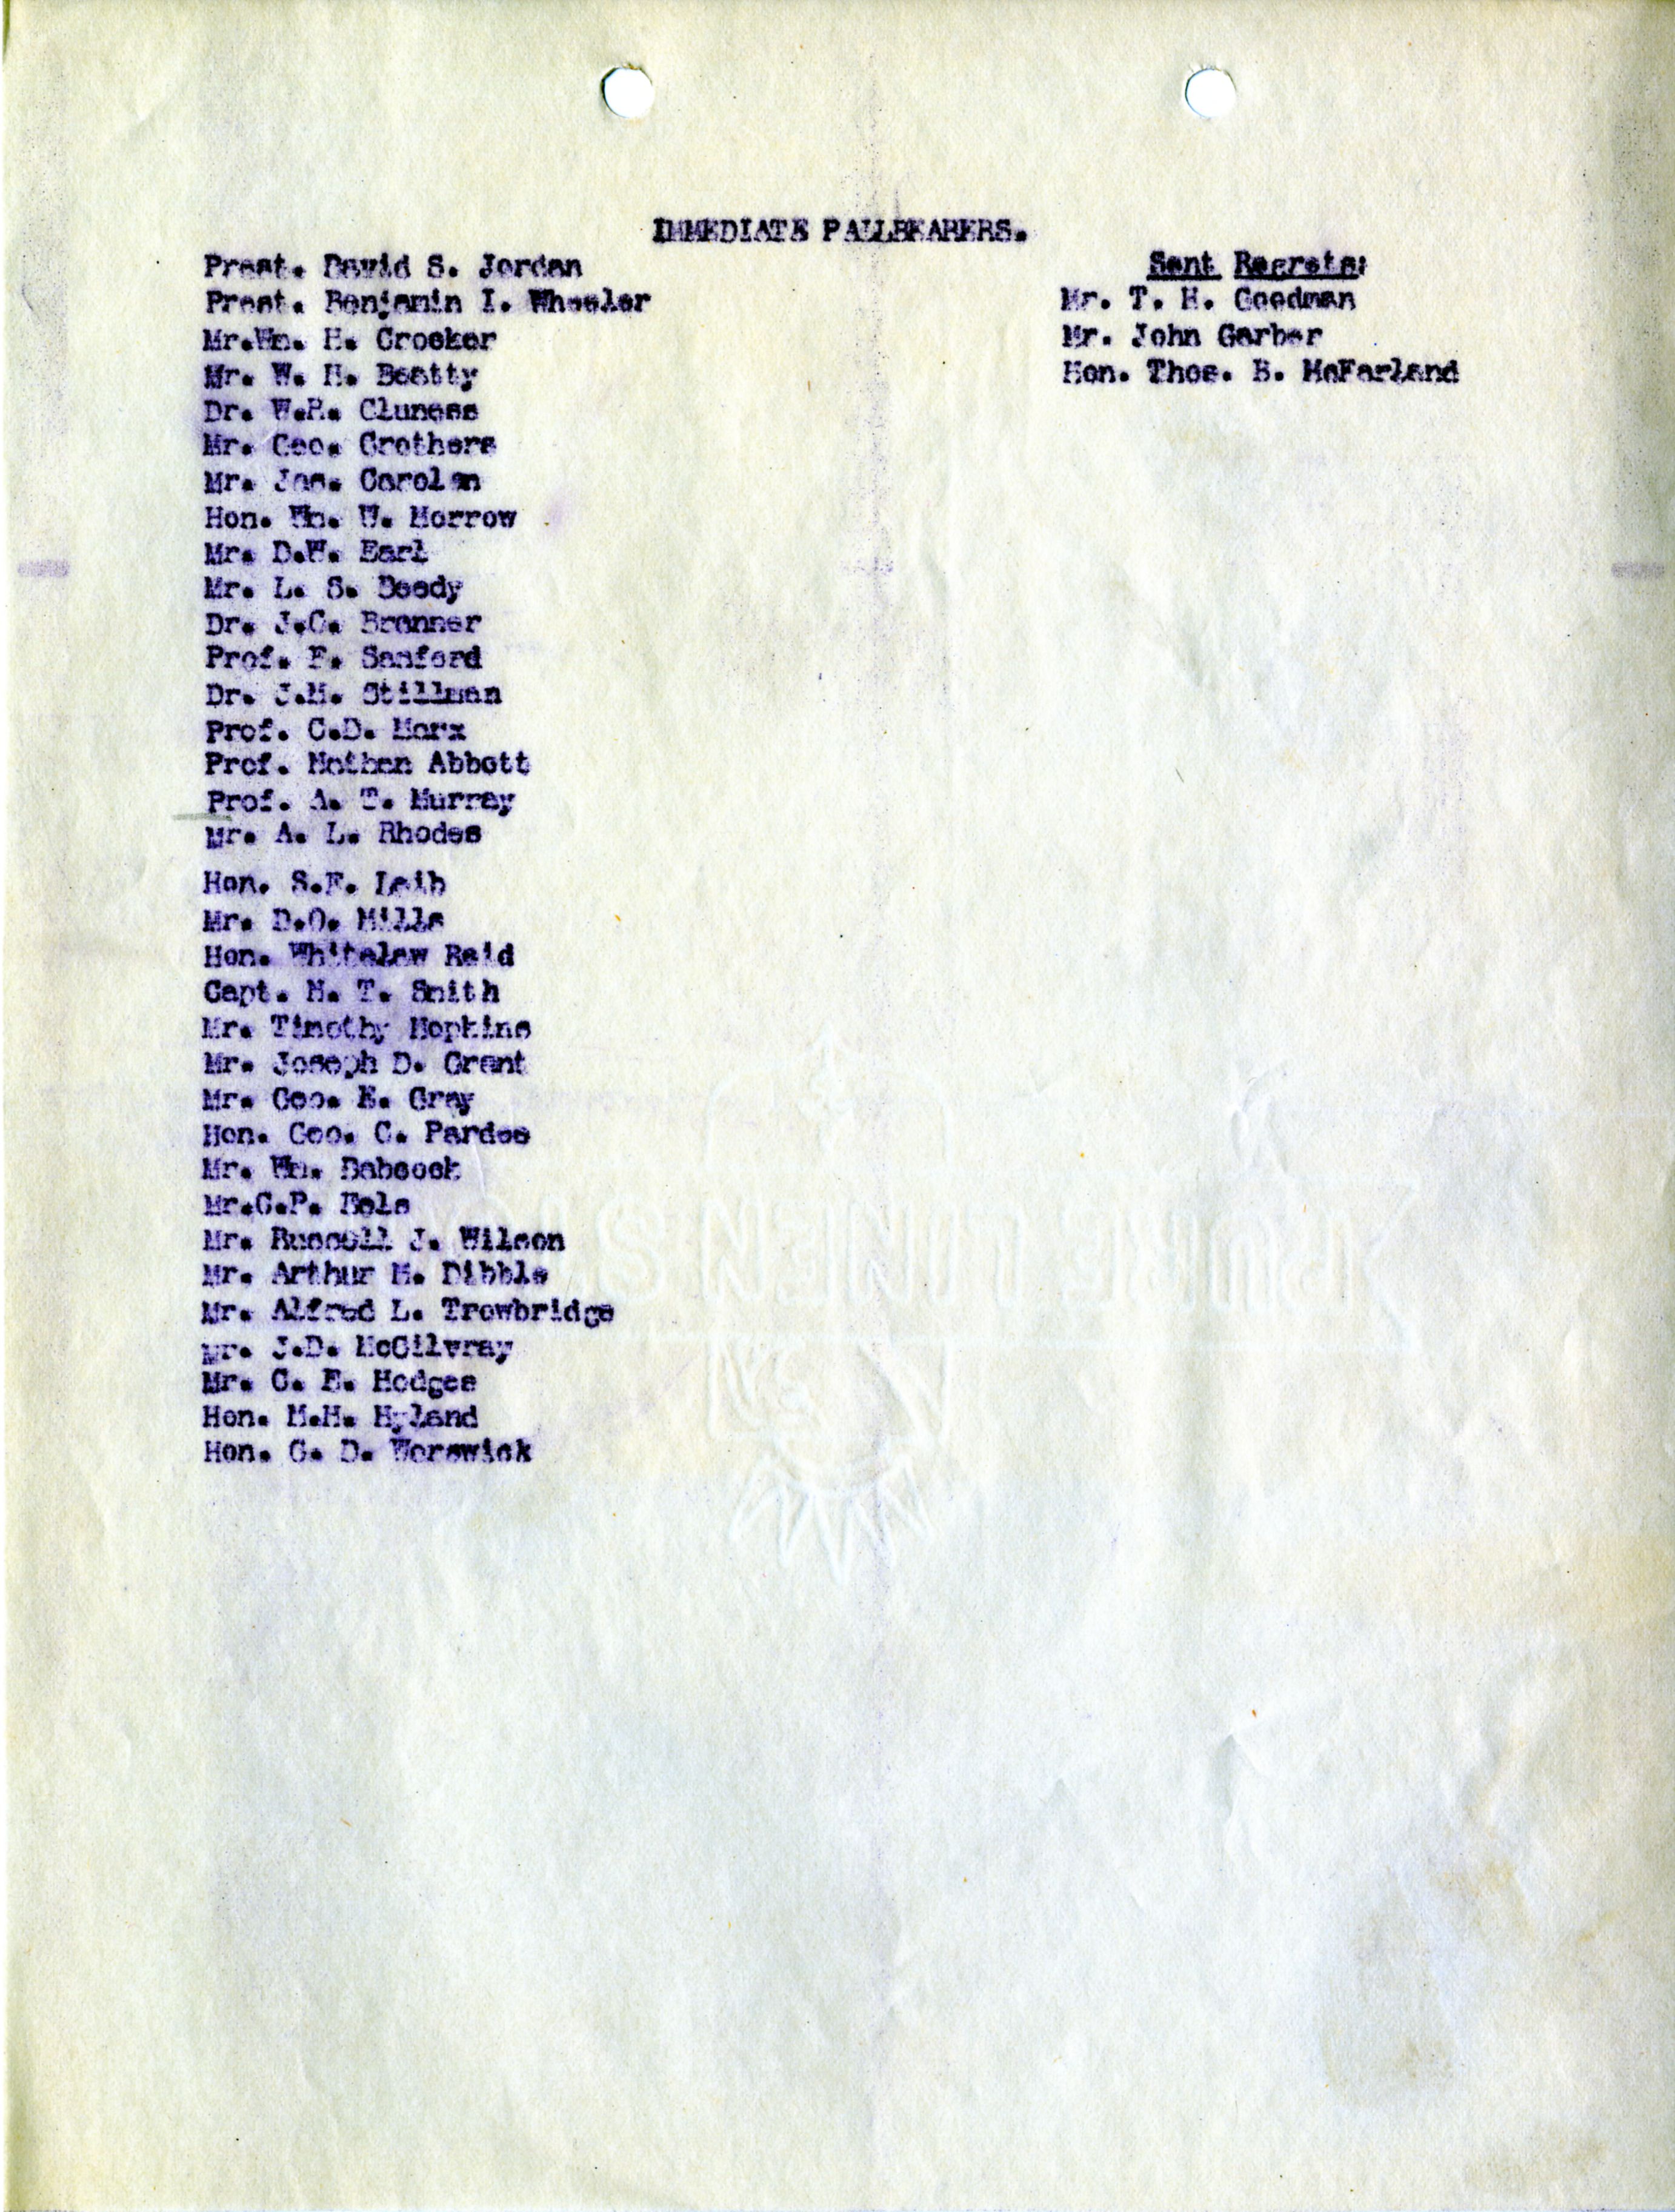 IMMEDIATE PALLBEARERS.
Prest. David S. Jordan
Prest. Benjamin I. Wheeler
Mr.Wm. H. Crocker
Mr. W. H. Beatty
Dr. W.R. Cluness
Mr. Geo. Crothers
Mr. Jas. Carolan
Hon. Wm. W. Morrow
Mr. D.W. Earl
Mr. L. S. Beedy
Dr. J.C. Branner
Prof. F. Sanford
Dr. J.M. Stillman
Prof. C.D. Marx
Prof. Nathan Abbott
Prof. A. T. Murray
Mr. A. L. Rhodes
Hon. S.F. Leib
Mr. D.O. Mills
Hon. Whitelaw Reid
Capt. N. T. Smith
Mr. Timothy Hopkins
Mr. Joseph D. Grant
Mr. Geo. E. Gray
Hon. Geo. C. Pardee
Mr. Wm. Babcock
Mr.C.P. Eels
Mr. Russell J. Wilson
Mr. Arthur M. Dibble
Mr. Alfred L. Trowbridge
Mr. J.D. McGilvray
Mr. C. E. Hodges
Hon. M.H. Hyland
Hon. G. D. Worswick
Sent Regrets:
Mr. T. H. Goodman
Mr. John Garber
Hon. Thos. B. McFarland